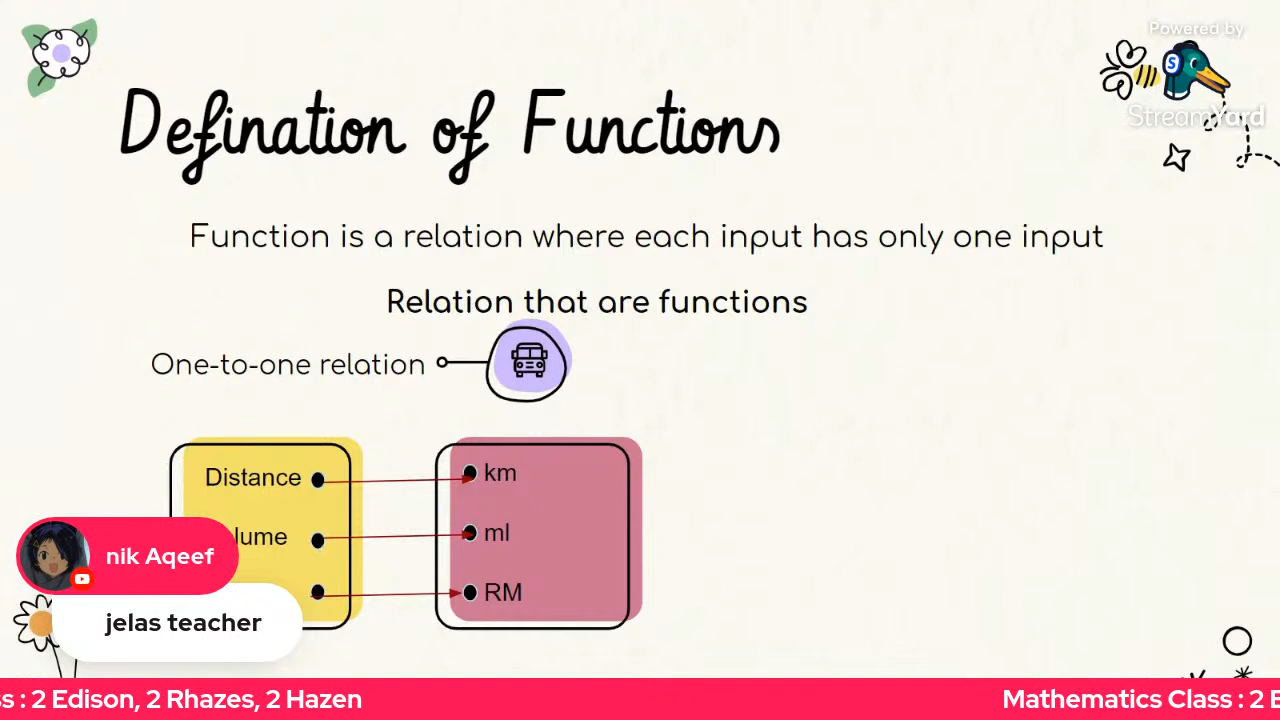 Powered by
StreamYard
Defination of Functions
Function is a relation where each input has only one input
Relation that are functions
One-to-one relation
Distance
km
lume
ml
RM
nik Aqeef
jelas teacher
s : 2 Edison, 2 Rhazes, 2 Hazen
Mathematics Class : 2 E